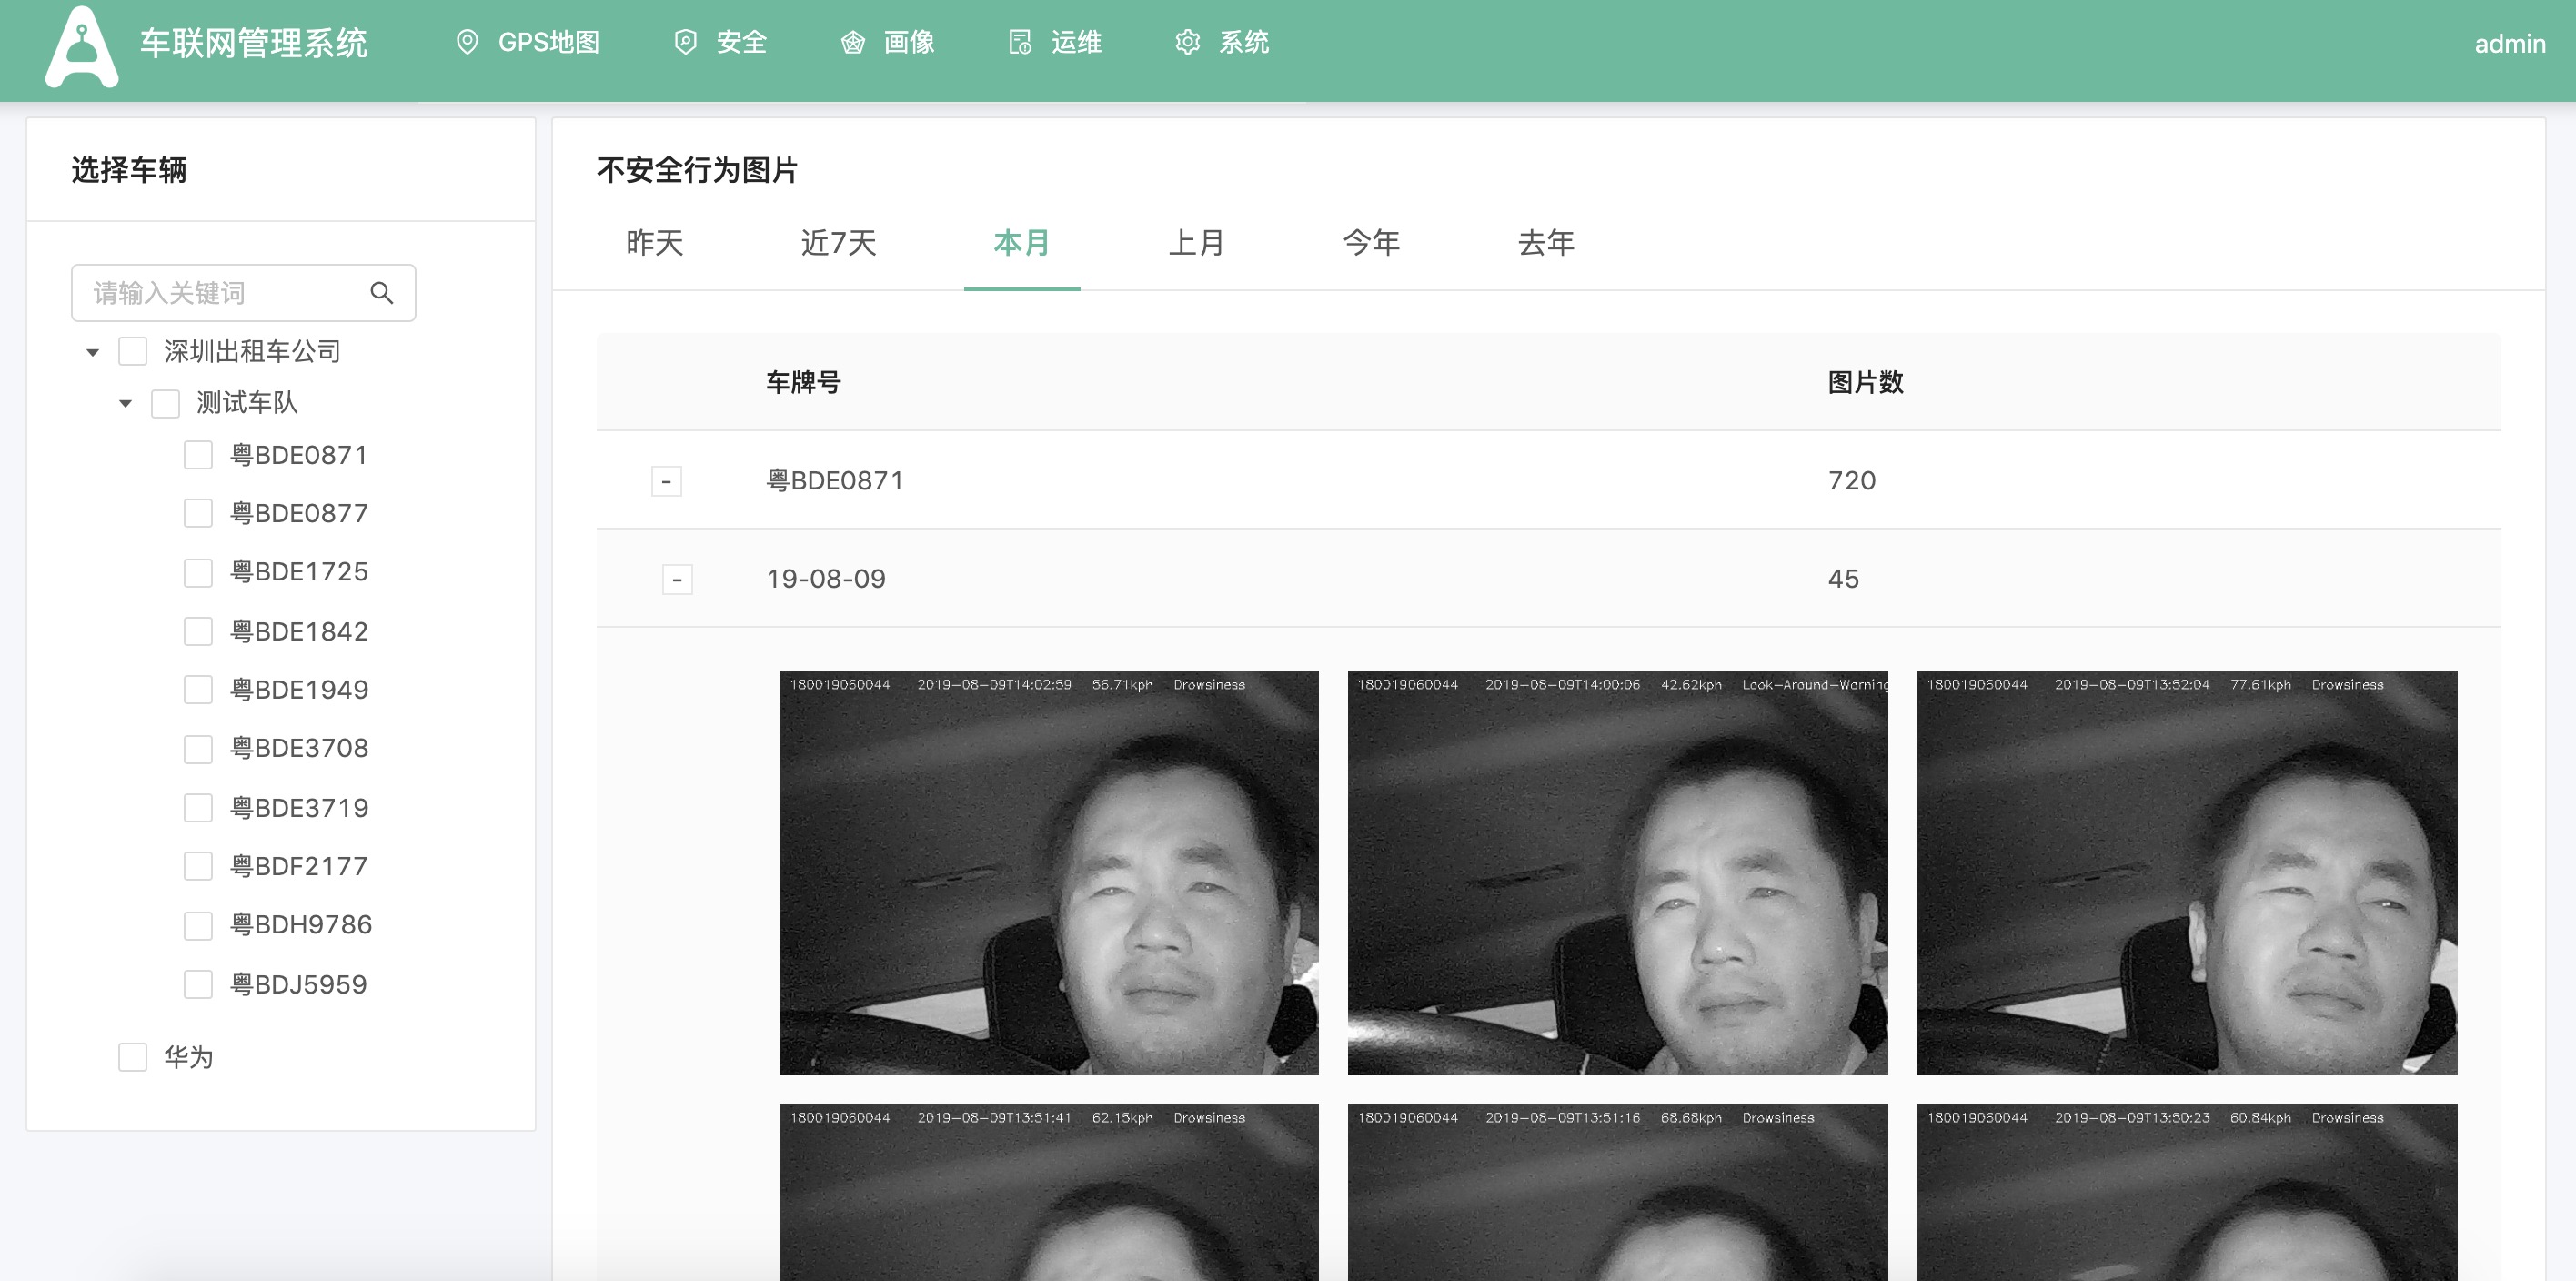 车联网管理系统
GPS地图
安全
画像
运维
系统
admin
选择车辆
请输入关键词
深圳出租车公司
测试车队
粤BDE0871
粤BDE0877
粤BDE1725
粤BDE1842
粤BDE1949
粤BDE3708
粤BDE3719
粤BDF2177
粤BDH9786
粤BDJ5959
华为
不安全行为图片
昨天 近7天 本月 上月 今年 去年
车牌号 图片数
- 粤BDE0871 720
- 19-08-09 45
180019060044 2019-08-09T14:02:59 56.71kph Drowsiness
180019060044 2019-08-09T14:00:06 42.62kph Look-Around-Warning
180019060044 2019-08-09T13:52:04 77.61kph Drowsiness
180019060044 2019-08-09T13:51:41 62.15kph Drowsiness
180019060044 2019-08-09T13:51:16 68.68kph Drowsiness
180019060044 2019-08-09T13:50:23 60.84kph Drowsiness